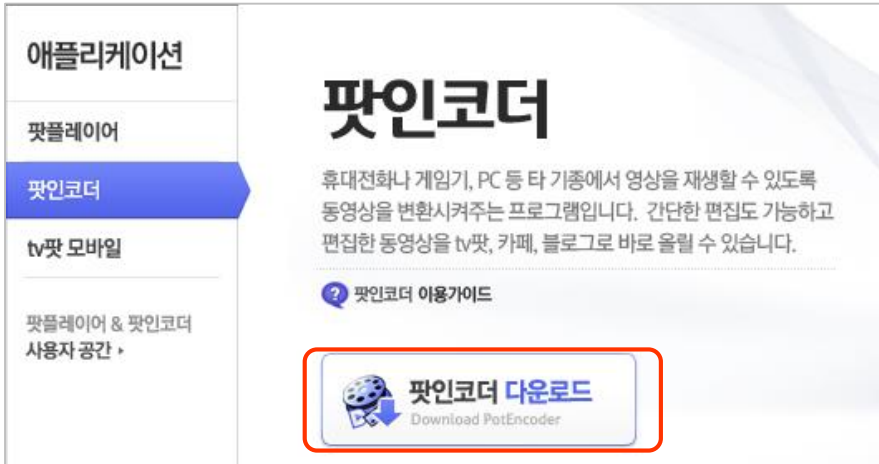 애플리케이션
팟플레이어
팟인코더
tv팟 모바일
팟플레이어 & 팟인코더
사용자 공간
팟인코더
휴대전화나 게임기, PC 등 타 기종에서 영상을 재생할 수 있도록
동영상을 변환시켜주는 프로그램입니다. 간단한 편집도 가능하고
편집한 동영상을 tv팟, 카페, 블로그로 바로 올릴 수 있습니다.
? 팟인코더 이용가이드
팟인코더 다운로드
Download PotEncoder